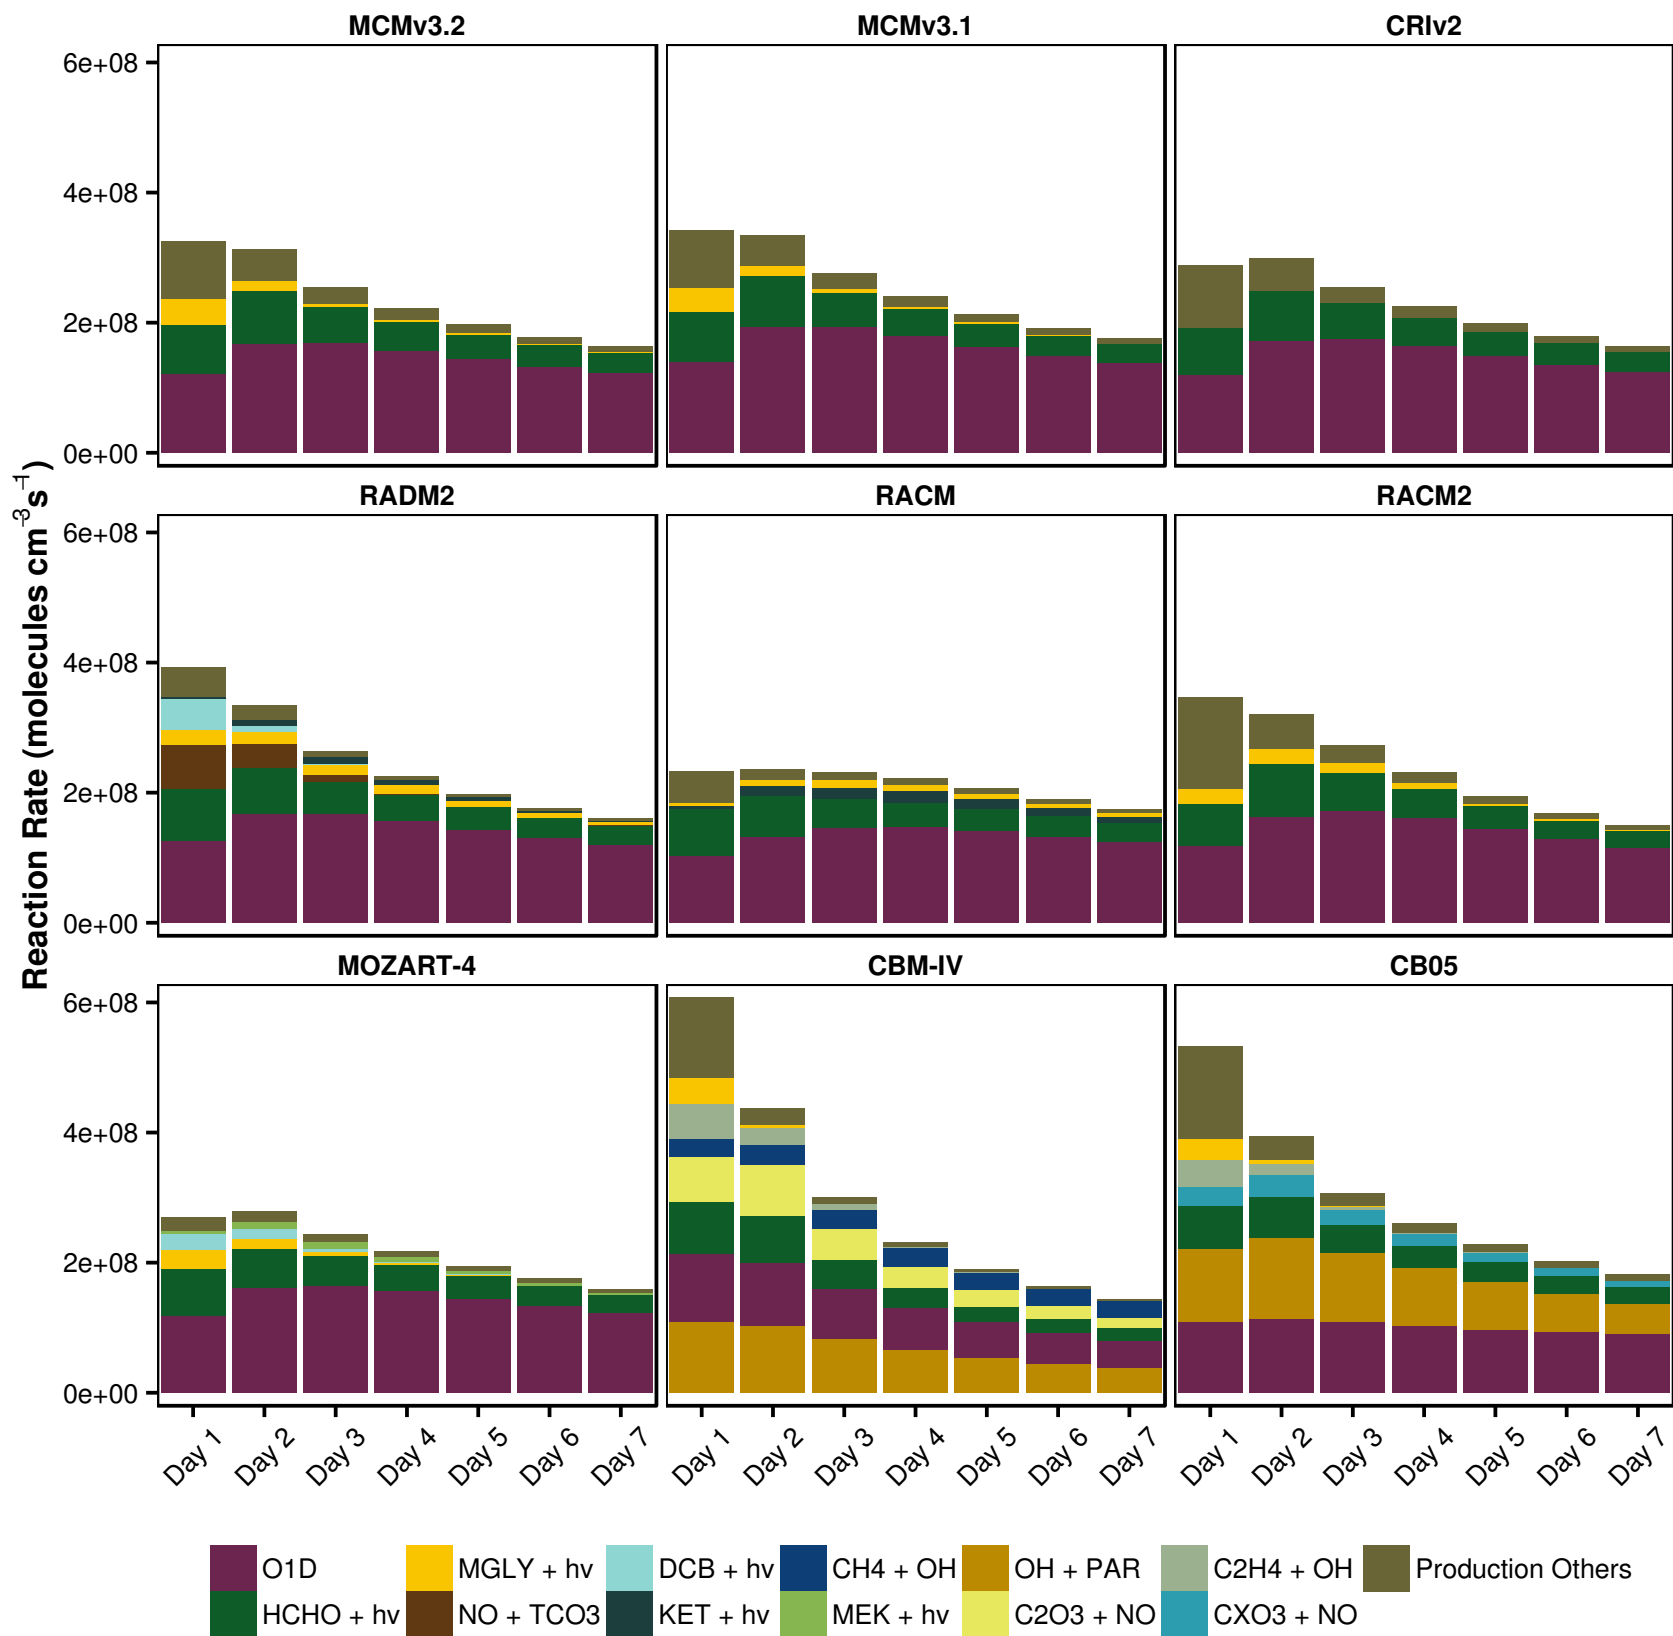 MCMv3.2 MCMv3.1 CRIv2
6e+08
4e+08
2e+08
0e+00
RADM2 RACM RACM2
6e+08
4e+08
2e+08
0e+00
Reaction Rate (molecules cm⁻³s⁻¹)
MOZART-4 CBM-IV CB05
6e+08
4e+08
2e+08
0e+00
Day 1 Day 2 Day 3 Day 4 Day 5 Day 6 Day 7 Day 1 Day 2 Day 3 Day 4 Day 5 Day 6 Day 7 Day 1 Day 2 Day 3 Day 4 Day 5 Day 6 Day 7
O1D MGLY + hv DCB + hv CH4 + OH OH + PAR C2H4 + OH Production Others
HCHO + hv NO + TCO3 KET + hv MEK + hv C2O3 + NO CXO3 + NO